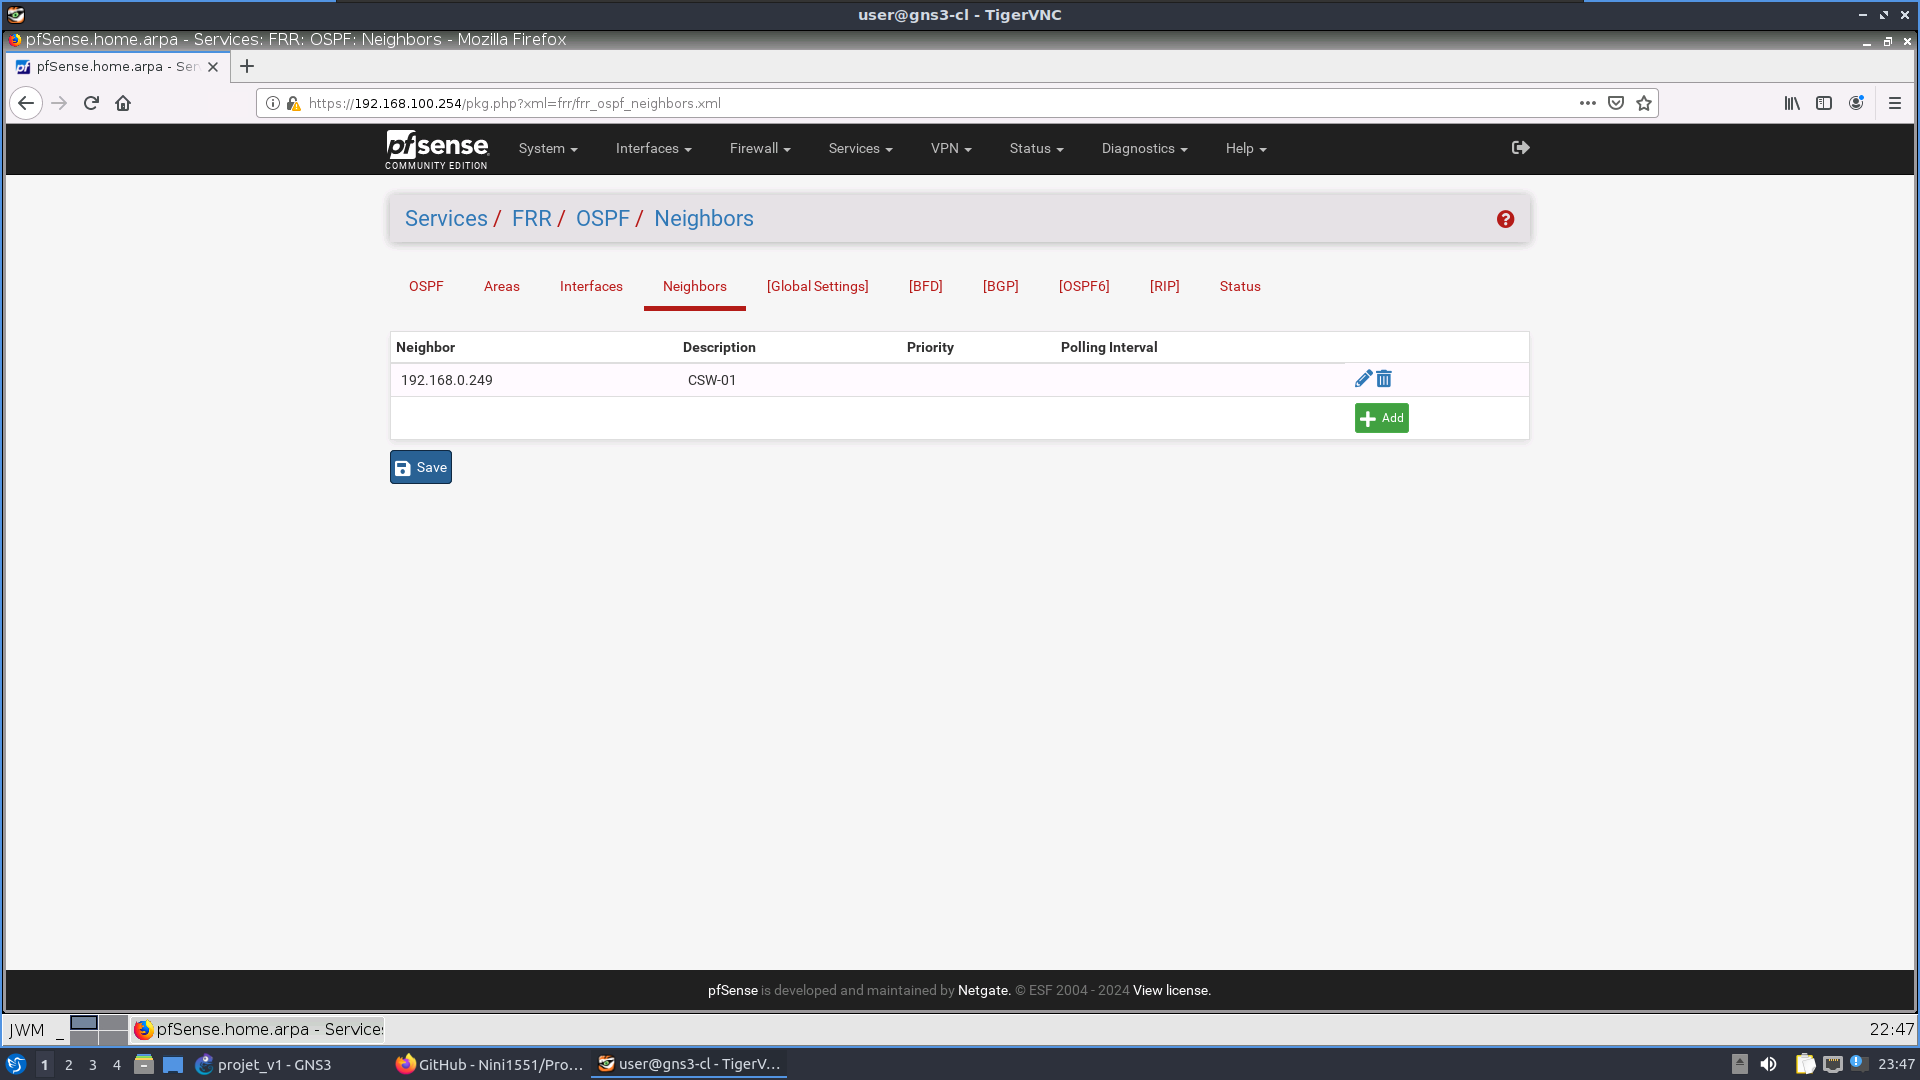 user@gns3-cl - TigerVNC
pfSense.home.arpa - Services: FRR: OSPF: Neighbors - Mozilla Firefox
pfSense.home.arpa - Ser
https://192.168.100.254/pkg.php?xml=frr/frr_ospf_neighbors.xml
pfsense COMMUNITY EDITION
System Interfaces Firewall Services VPN Status Diagnostics Help
Services / FRR / OSPF / Neighbors
OSPF Areas Interfaces Neighbors [Global Settings] [BFD] [BGP] [OSPF6] [RIP] Status
Neighbor Description Priority Polling Interval
192.168.0.249 CSW-01
Add
Save
pfSense is developed and maintained by Netgate. © ESF 2004 - 2024 View license.
JWM _ pfSense.home.arpa - Services 22:47
1 2 3 4 projet_v1 - GNS3 GitHub - Nini1551/Pro... user@gns3-cl - TigerV... 23:47